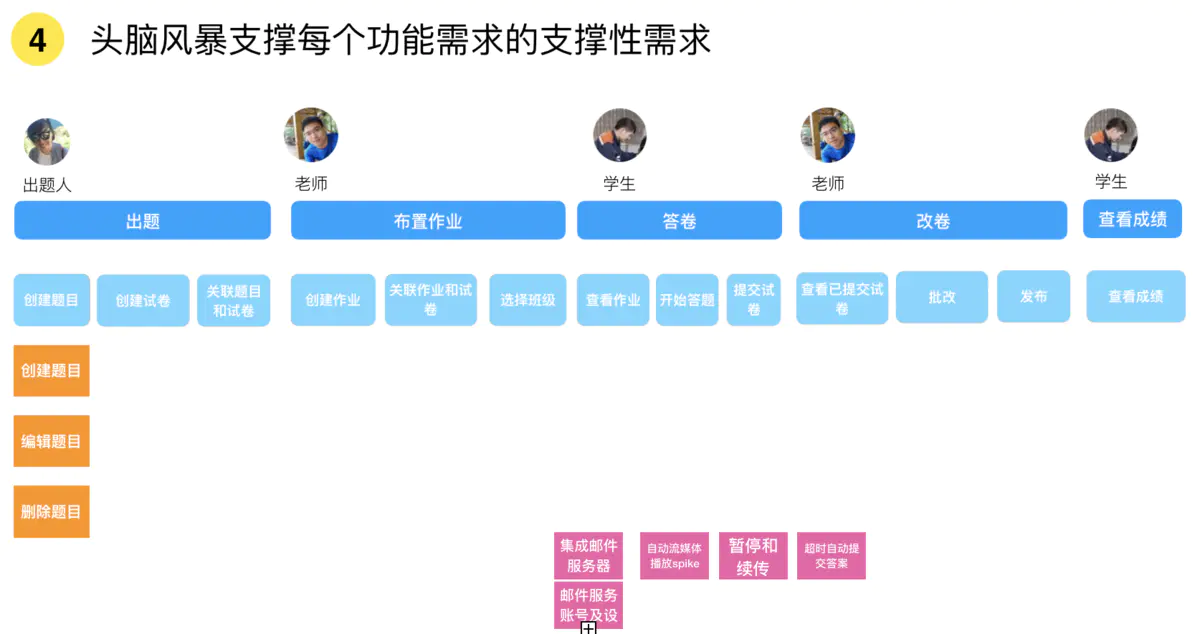 4
头脑风暴支撑每个功能需求的支撑性需求
出题人
老师
学生
老师
学生
出题
布置作业
答卷
改卷
查看成绩
创建题目
创建试卷
关联题目
和试卷
创建作业
关联作业和试
卷
选择班级
查看作业
开始答题
提交试
卷
查看已提交试
卷
批改
发布
查看成绩
创建题目
编辑题目
删除题目
集成邮件
服务器
自动流媒体
播放spike
暂停和
续传
超时自动提
交答案
邮件服务
账号及设